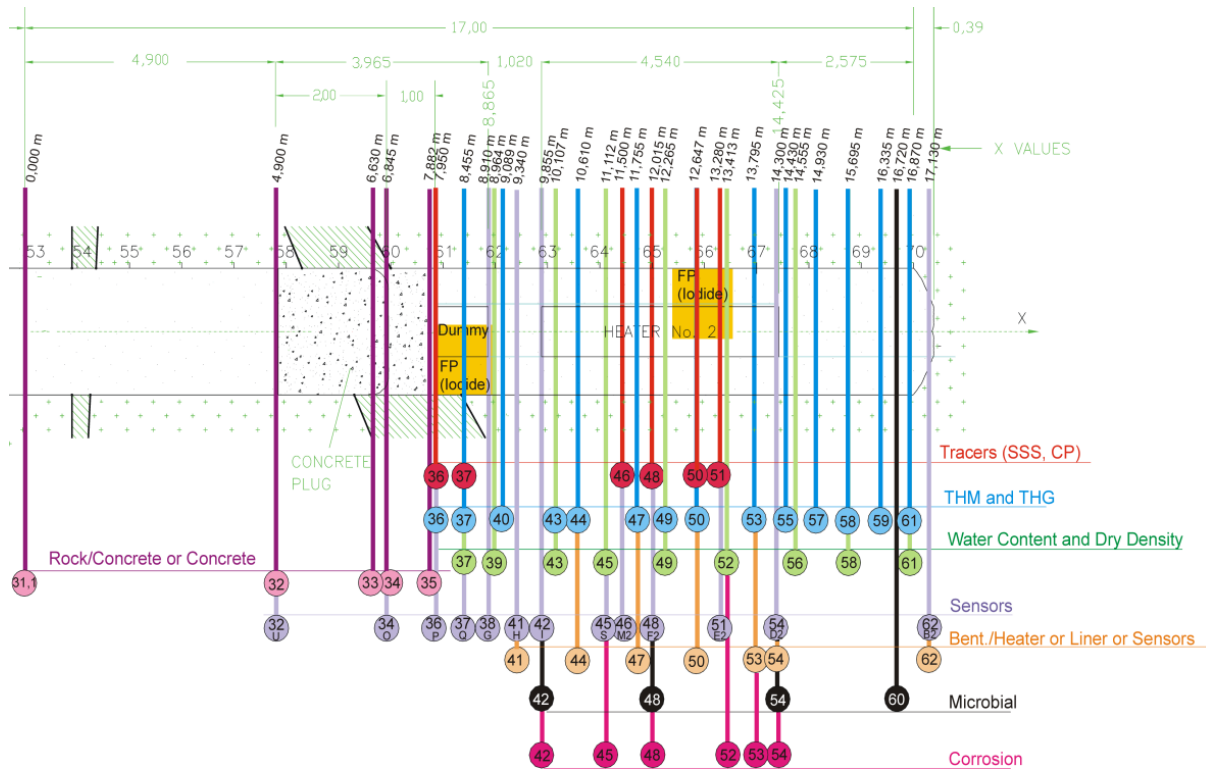 17,00
0,39
4,900
3,965
1,020
4,540
2,575
2,00
1,00
8,865
14,425
X VALUES
0,000 m
4,900 m
6,630 m
6,845 m
7,882 m
7,950 m
8,455 m
8,910 m
8,964 m
9,089 m
9,340 m
9,855 m
10,107 m
10,610 m
11,112 m
11,500 m
11,755 m
12,015 m
12,265 m
12,647 m
13,280 m
13,413 m
13,795 m
14,300 m
14,430 m
14,555 m
14,930 m
15,695 m
16,335 m
16,720 m
16,870 m
17,130 m
53 54 55 56 57 58 59 60 61 62 63 64 65 66 67 68 69 70
FP
(Iodide)
Dummy
HEATER No. 2
X
FP
(Iodide)
CONCRETE
PLUG
Tracers (SSS, CP)
36 37 46 48 50 51
THM and THG
36 37 40 43 44 47 49 50 53 55 57 58 59 61
Water Content and Dry Density
37 39 43 45 49 52 56 58 61
Rock/Concrete or Concrete
31,1 32 33 34 35
Sensors
32 34 36 37 38 41 42 45 46 48 51 54 62
U O P Q G H I S M2 F2 E2 D2 B2
Bent./Heater or Liner or Sensors
41 44 47 50 53 54 62
Microbial
42 48 54 60
Corrosion
42 45 48 52 53 54